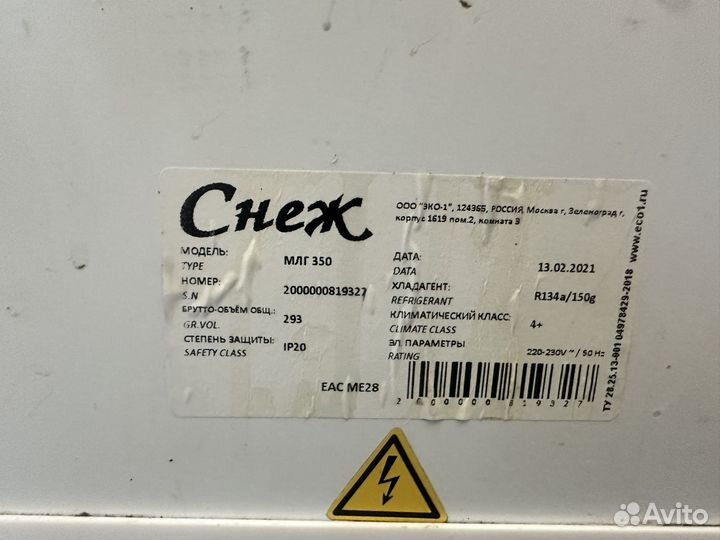 Снеж
ООО "ЭКО-1", 124365, РОССИЯ, Москва г, Зеленоград г,
корпус 1619 пом.2, комната 3
МОДЕЛЬ:
TYPE
МЛГ 350
НОМЕР:
S.N
2000000819327
БРУТТО-ОБЪЁМ ОБЩ.:
GR.VOL.
293
СТЕПЕНЬ ЗАЩИТЫ:
SAFETY CLASS
IP20
EAC ME28
ДАТА:
DATA
13.02.2021
ХЛАДАГЕНТ:
REFRIGERANT
R134a/150g
КЛИМАТИЧЕСКИЙ КЛАСС:
CLIMATE CLASS
4+
ЭЛ. ПАРАМЕТРЫ
RATING
220-230V ~ / 50 Hz
2 000000 819327
ТУ 28.25.13-001 04978429-2018 www.eco1.ru
Avito